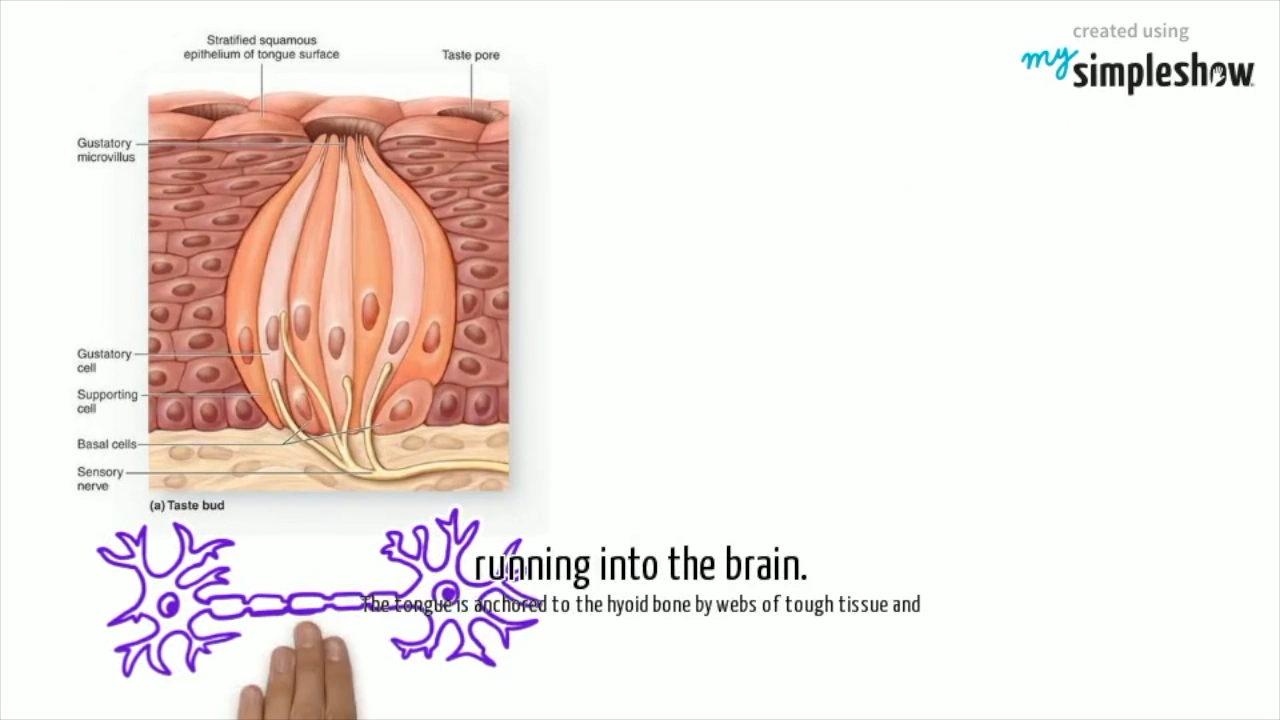 created using
my simpleshow
Stratified squamous
epithelium of tongue surface
Taste pore
Gustatory
microvillus
Gustatory
cell
Supporting
cell
Basal cells
Sensory
nerve
(a) Taste bud
running into the brain.
The tongue is anchored to the hyoid bone by webs of tough tissue and